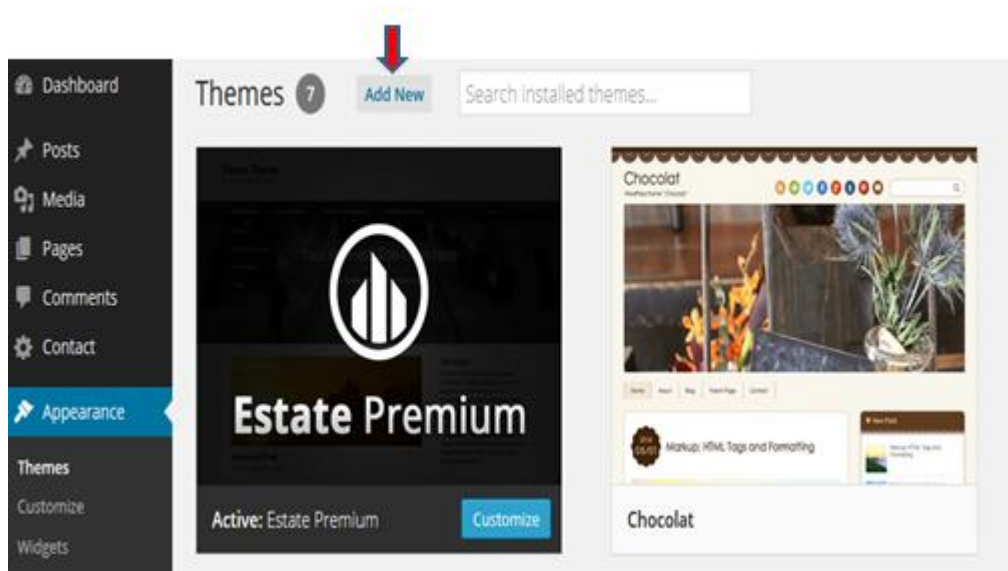 Dashboard
Posts
Media
Pages
Comments
Contact
Appearance
Themes
Customize
Widgets
Themes 7 Add New Search installed themes...
Estate Premium
Active: Estate Premium Customize
Chocolat
Markup: HTML Tags and Formatting
Chocolat